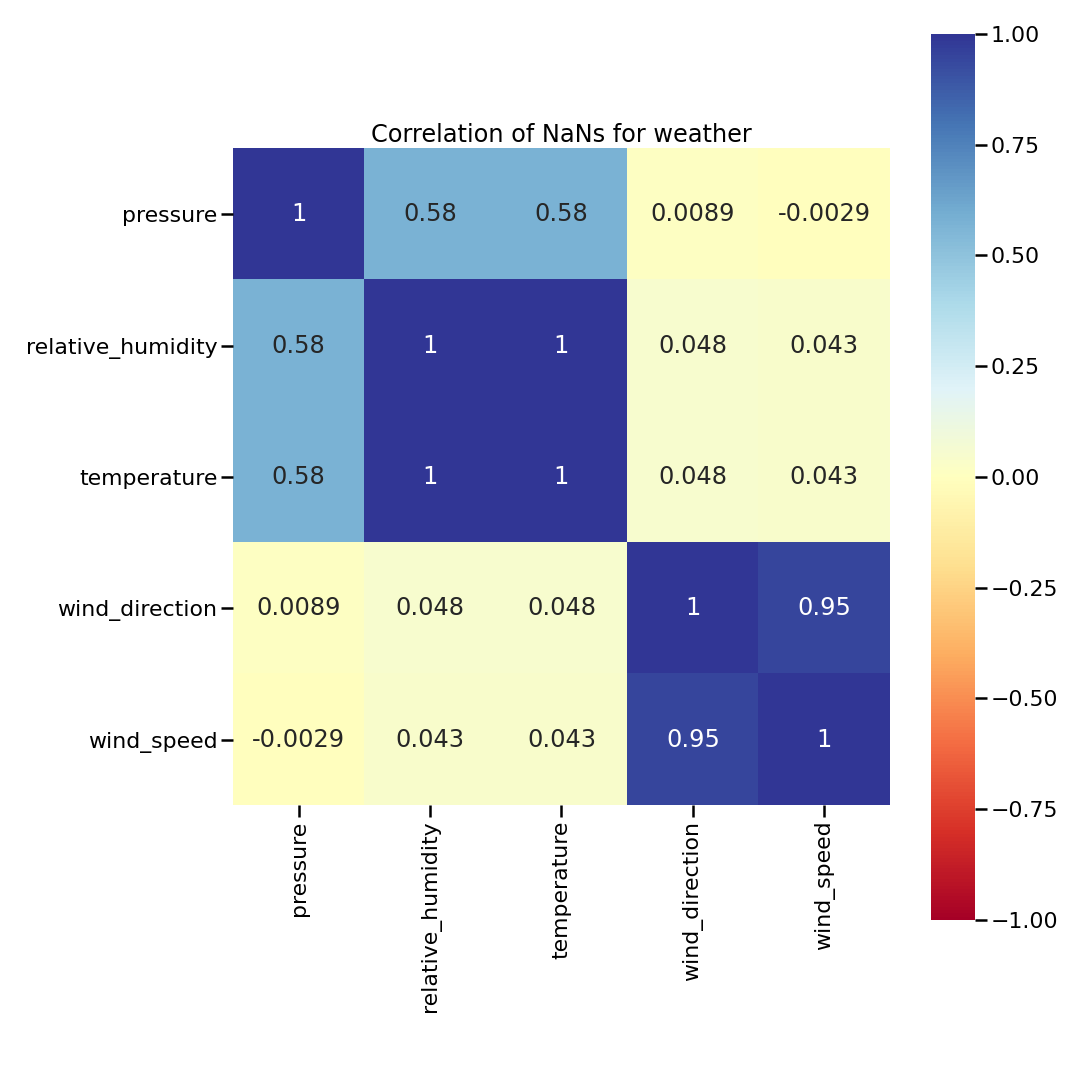 Correlation of NaNs for weather
pressure
1 0.58 0.58 0.0089 -0.0029
relative_humidity
0.58 1 1 0.048 0.043
temperature
0.58 1 1 0.048 0.043
wind_direction
0.0089 0.048 0.048 1 0.95
wind_speed
-0.0029 0.043 0.043 0.95 1
pressure
relative_humidity
temperature
wind_direction
wind_speed
1.00
0.75
0.50
0.25
0.00
−0.25
−0.50
−0.75
−1.00